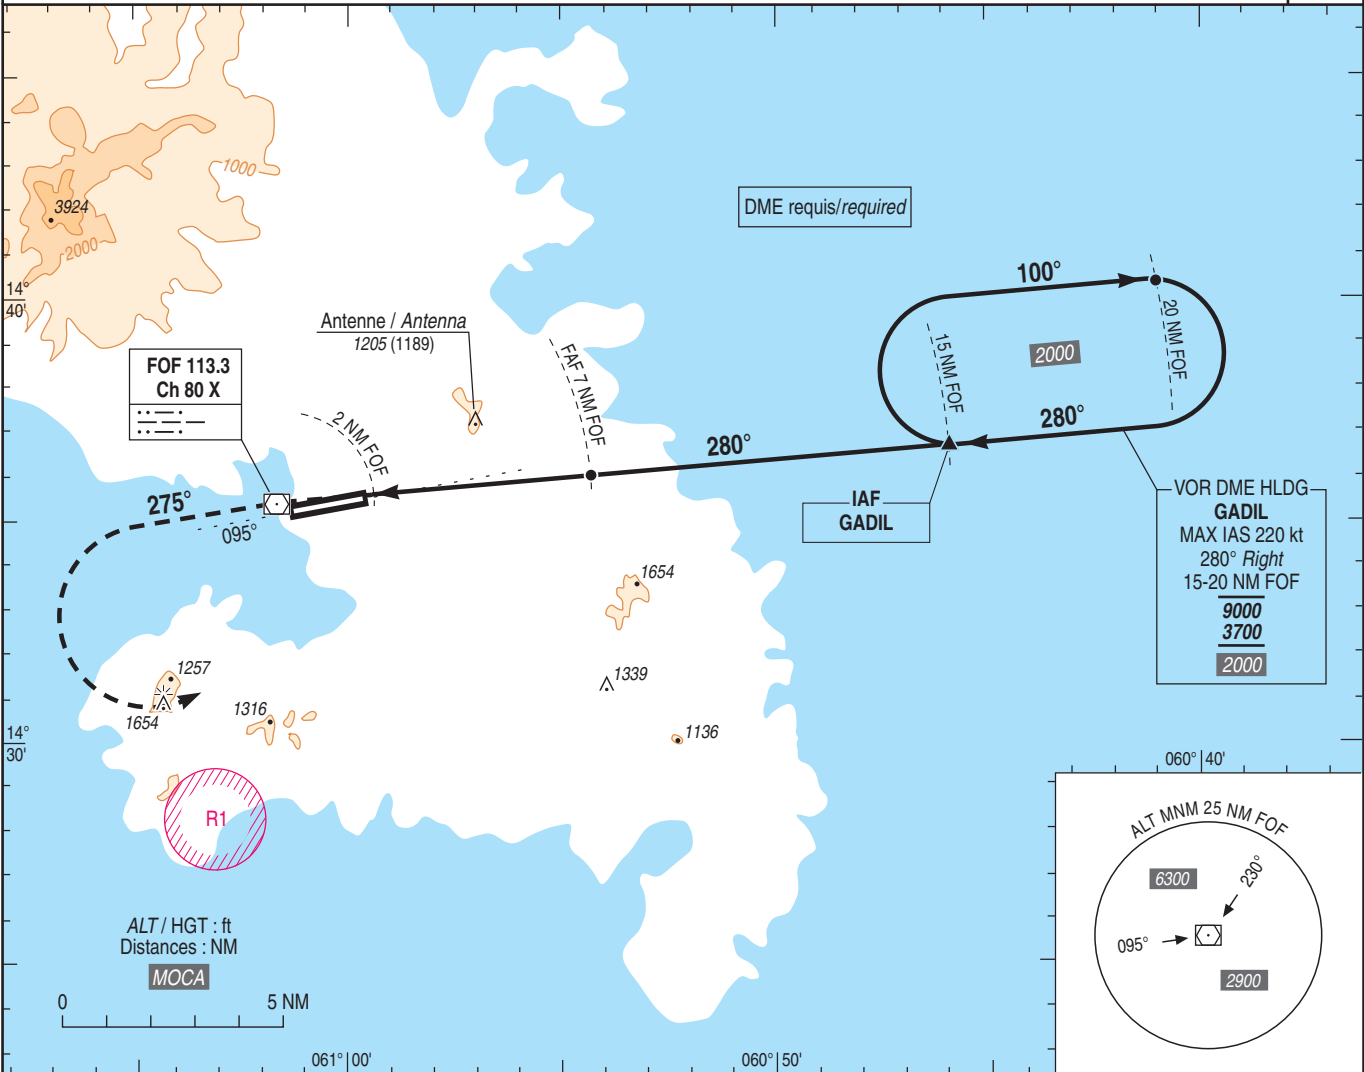 1000
3924
2000
DME requis/required
14°
40'
100°
20 NM FOF
15 NM FOF
2000
280°
Antenne / Antenna
1205 (1189)
FAF 7 NM FOF
FOF 113.3
Ch 80 X
2 NM FOF
280°
275°
095°
IAF
GADIL
VOR DME HLDG
GADIL
MAX IAS 220 kt
280° Right
15-20 NM FOF
9000
3700
2000
1654
1257
1654
1316
1339
1136
14°
30'
R1
060° 40'
ALT MNM 25 NM FOF
6300
230°
095°
2900
ALT / HGT : ft
Distances : NM
MOCA
0 5 NM
061° 00'
060° 50'